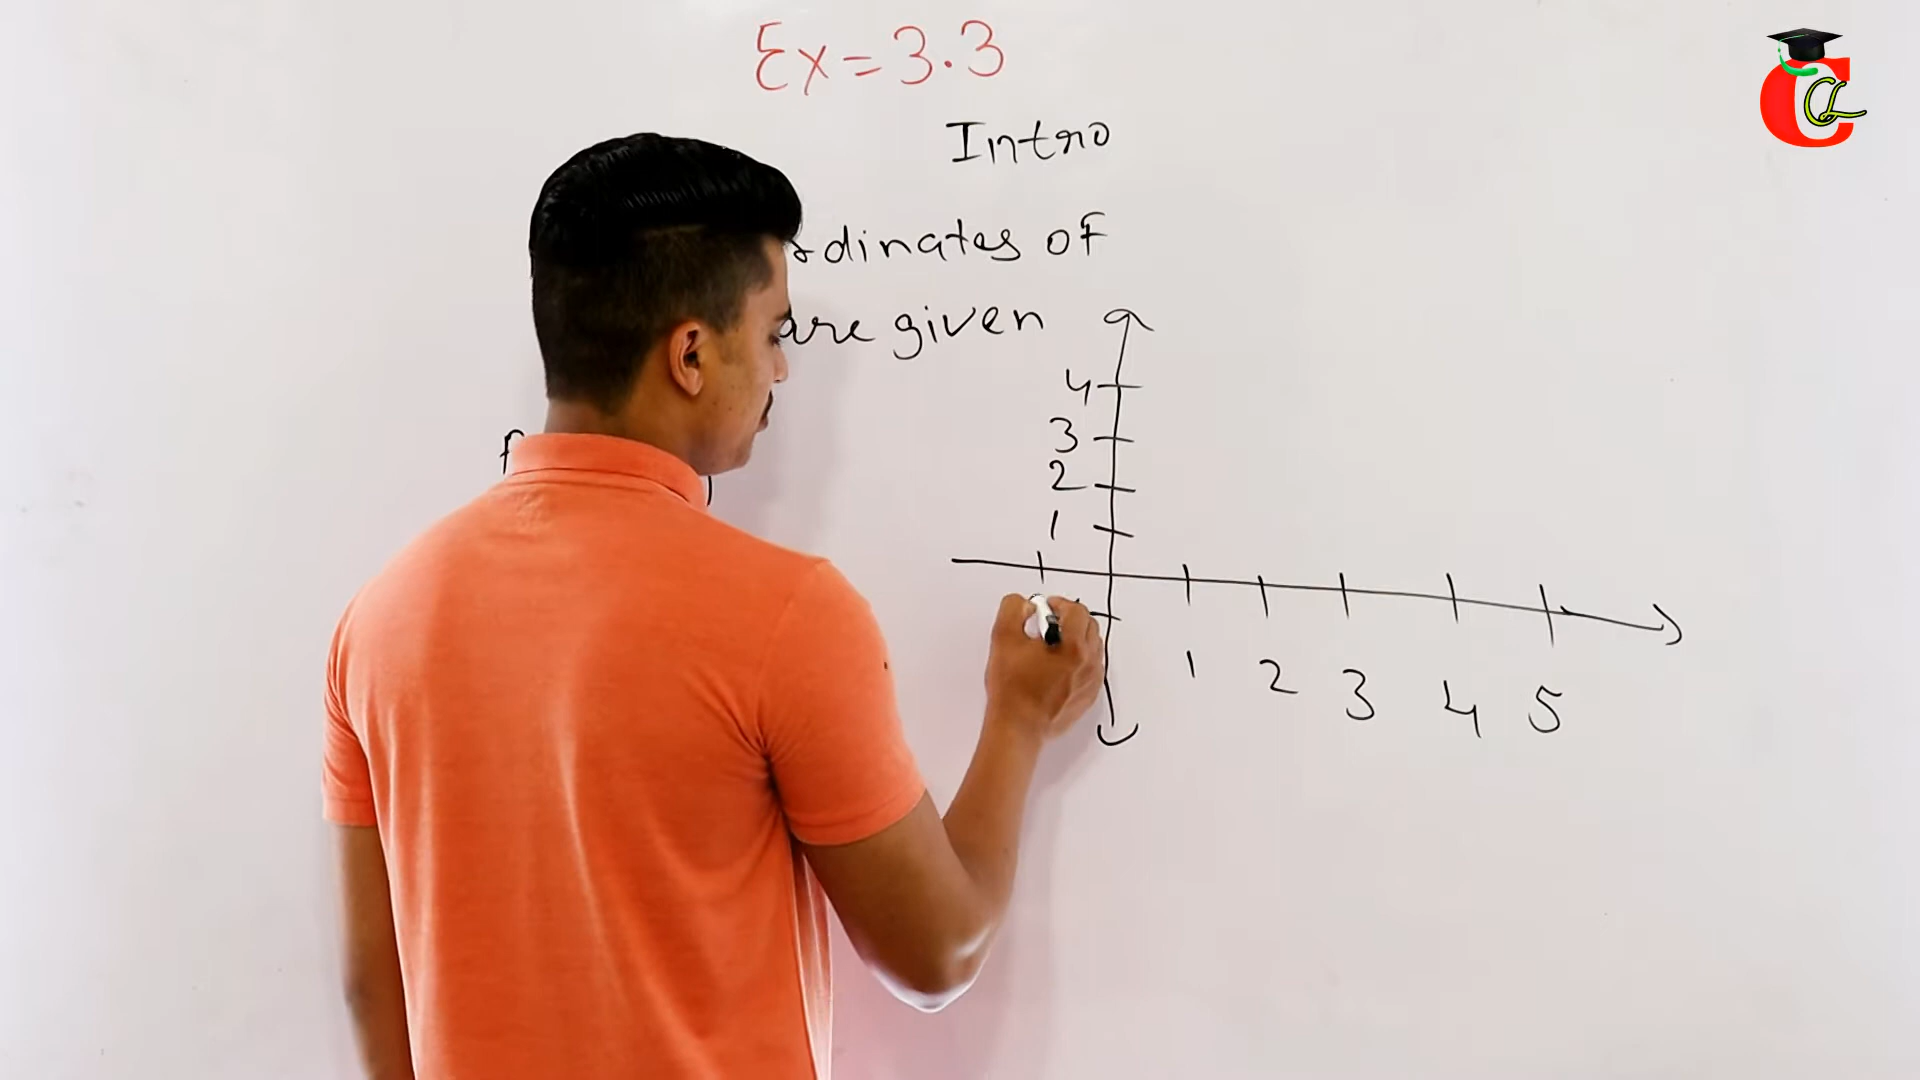 Ex = 3.3
Intro
rdinates of
are given
4
3
2
1
1 2 3 4 5